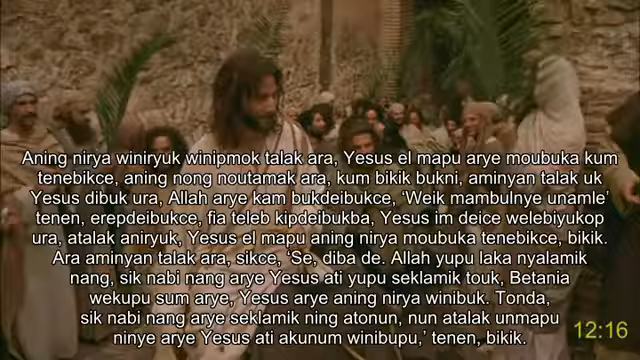 Aning nirya winiryuk winipmok talak ara, Yesus el mapu arye moubuka kum
tenebikce, aning nong noutamak ara, kum bikik bukni, aminyan talak uk
Yesus dibuk ura, Allah arye kam bukdeibukce, ‘Weik mambulnye unamle’
tenen, erepdeibukce, fia teleb kipdeibukba, Yesus im deice welebiyukop
ura, atalak aniryuk, Yesus el mapu aning nirya moubuka tenebikce, bikik.
Ara aminyan talak ara, sikce, ‘Se, diba de. Allah yupu laka nyalamik
nang, sik nabi nang arye Yesus ati yupu seklamik touk, Betania
wekupu sum arye, Yesus arye aning nirya winibuk. Tonda,
sik nabi nang arye seklamik ning atonun, nun atalak unmapu
ninye arye Yesus ati akunum winibupu,’ tenen, bikik.
12:16